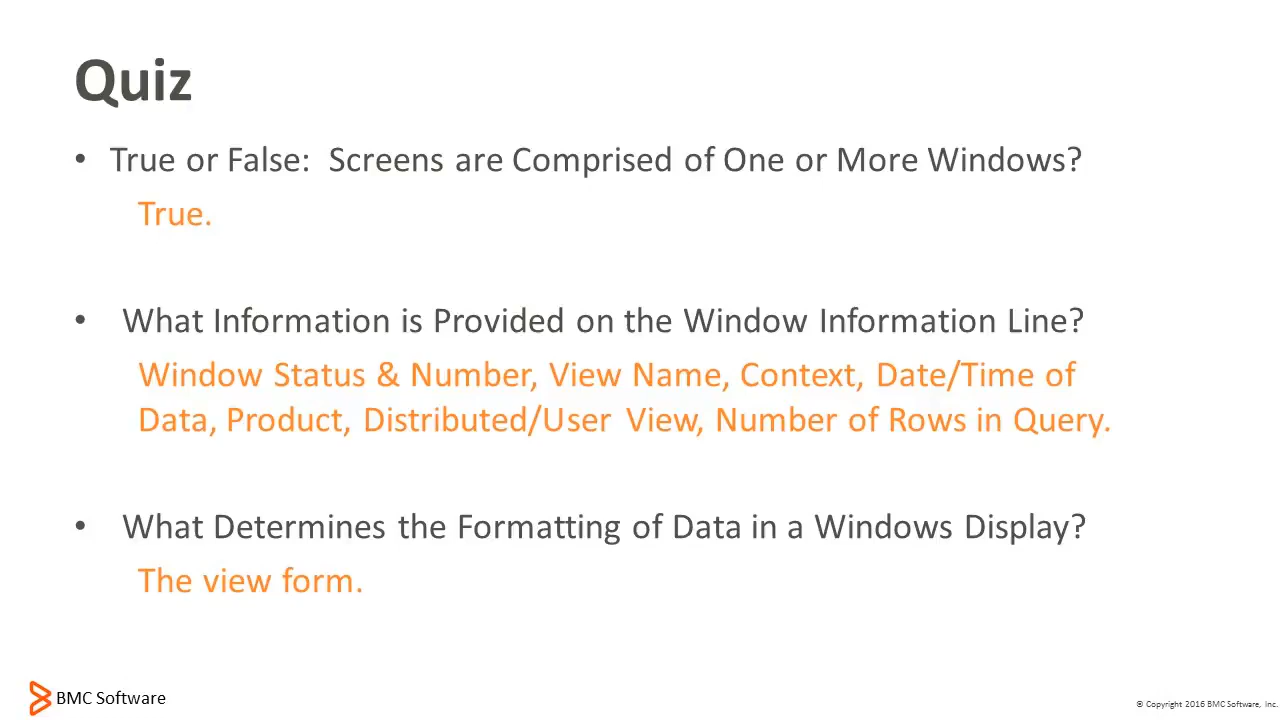 Quiz
• True or False: Screens are Comprised of One or More Windows?
True.
• What Information is Provided on the Window Information Line?
Window Status & Number, View Name, Context, Date/Time of
Data, Product, Distributed/User View, Number of Rows in Query.
• What Determines the Formatting of Data in a Windows Display?
The view form.
BMC Software
© Copyright 2016 BMC Software, Inc.